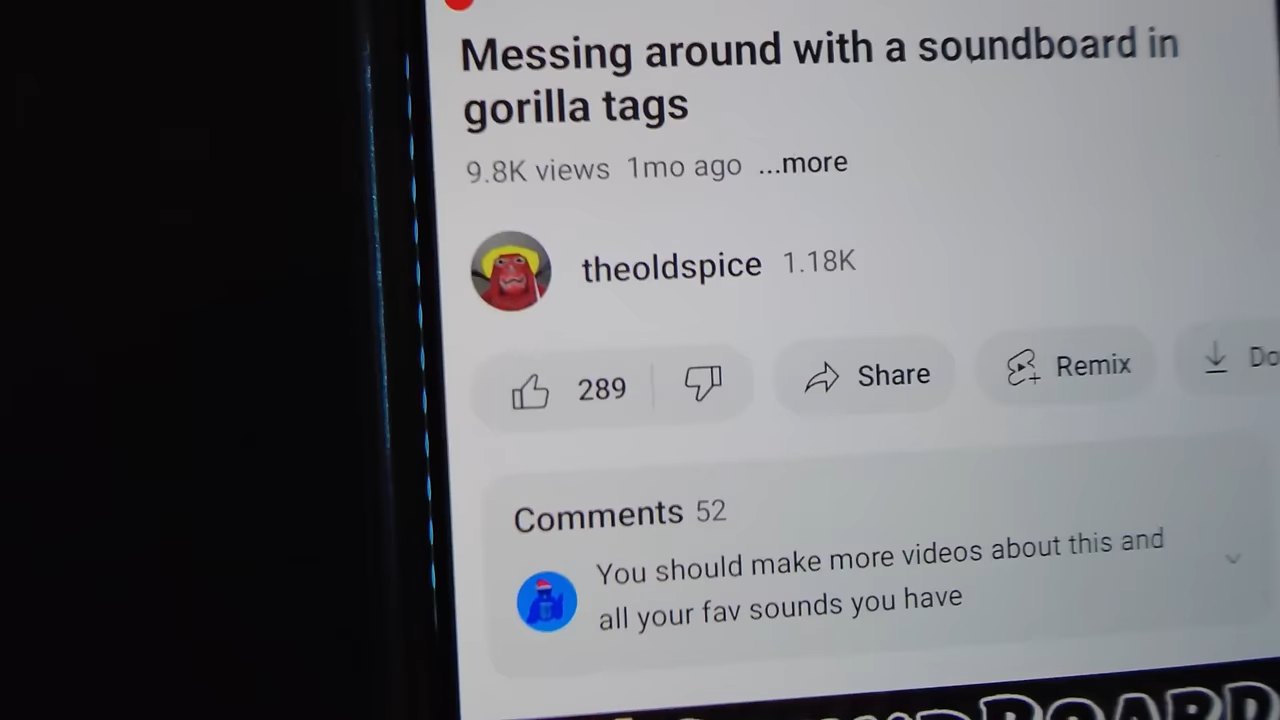 Messing around with a soundboard in
gorilla tags
9.8K views 1mo ago ...more
theoldspice 1.18K
289 Share Remix
Comments 52
You should make more videos about this and
all your fav sounds you have
BOARD